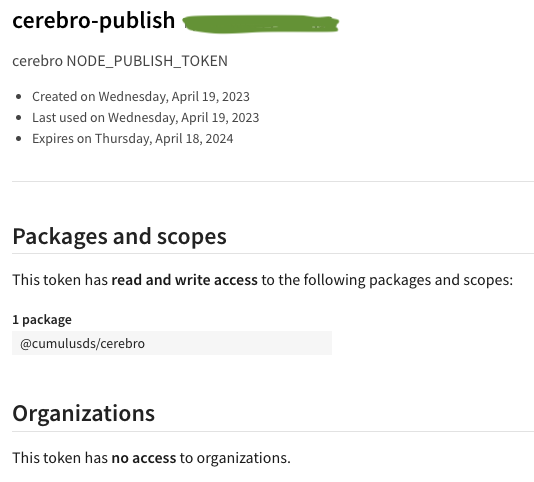 cerebro-publish
cerebro NODE_PUBLISH_TOKEN
Created on Wednesday, April 19, 2023
Last used on Wednesday, April 19, 2023
Expires on Thursday, April 18, 2024
Packages and scopes
This token has read and write access to the following packages and scopes:
1 package
@cumulusds/cerebro
Organizations
This token has no access to organizations.